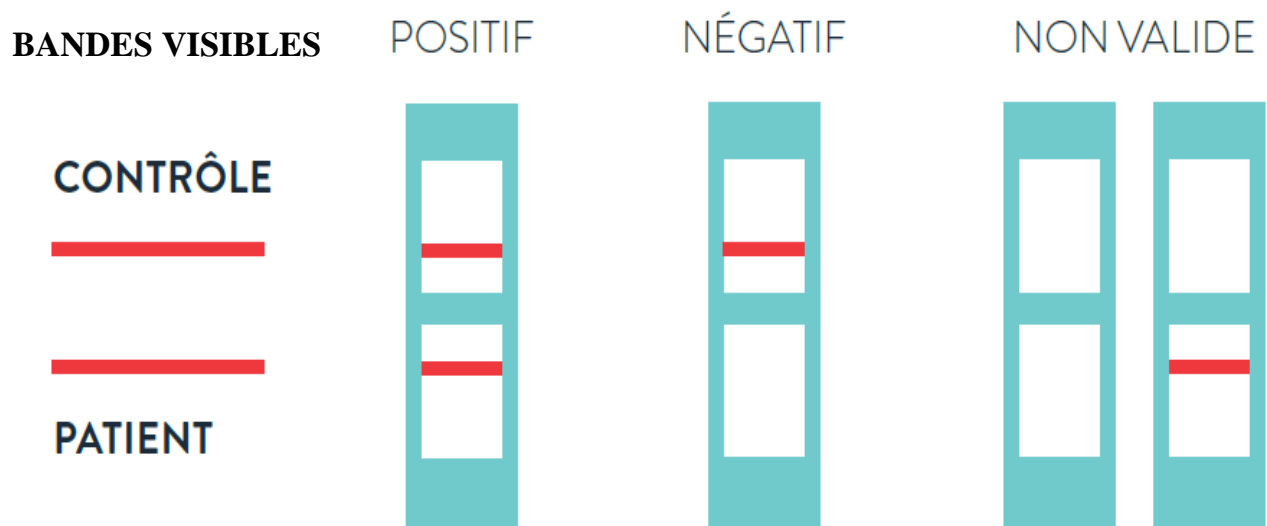 BANDES VISIBLES
POSITIF
NÉGATIF
NON VALIDE
CONTRÔLE
PATIENT